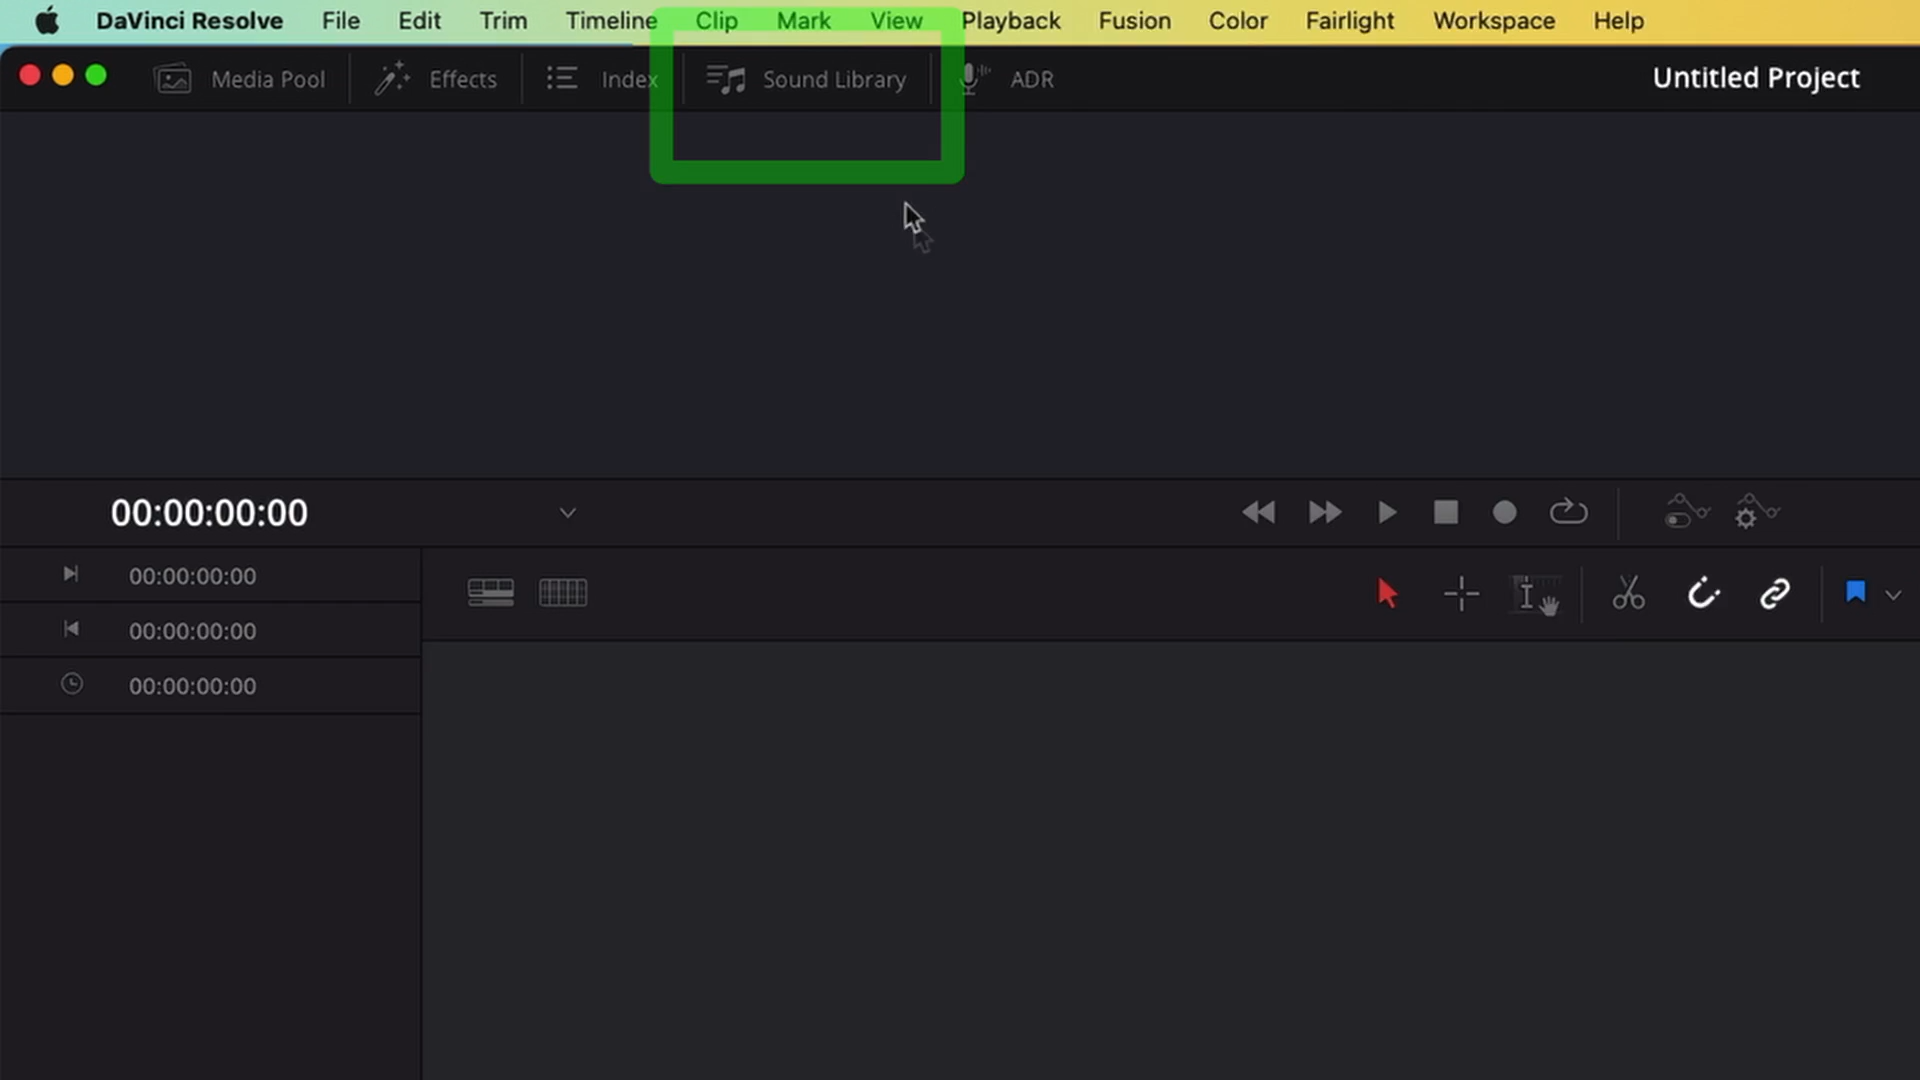 DaVinci Resolve File Edit Trim Timeline Clip Mark View Playback Fusion Color Fairlight Workspace Help
Media Pool Effects Index Sound Library ADR Untitled Project
00:00:00:00
00:00:00:00
00:00:00:00
00:00:00:00